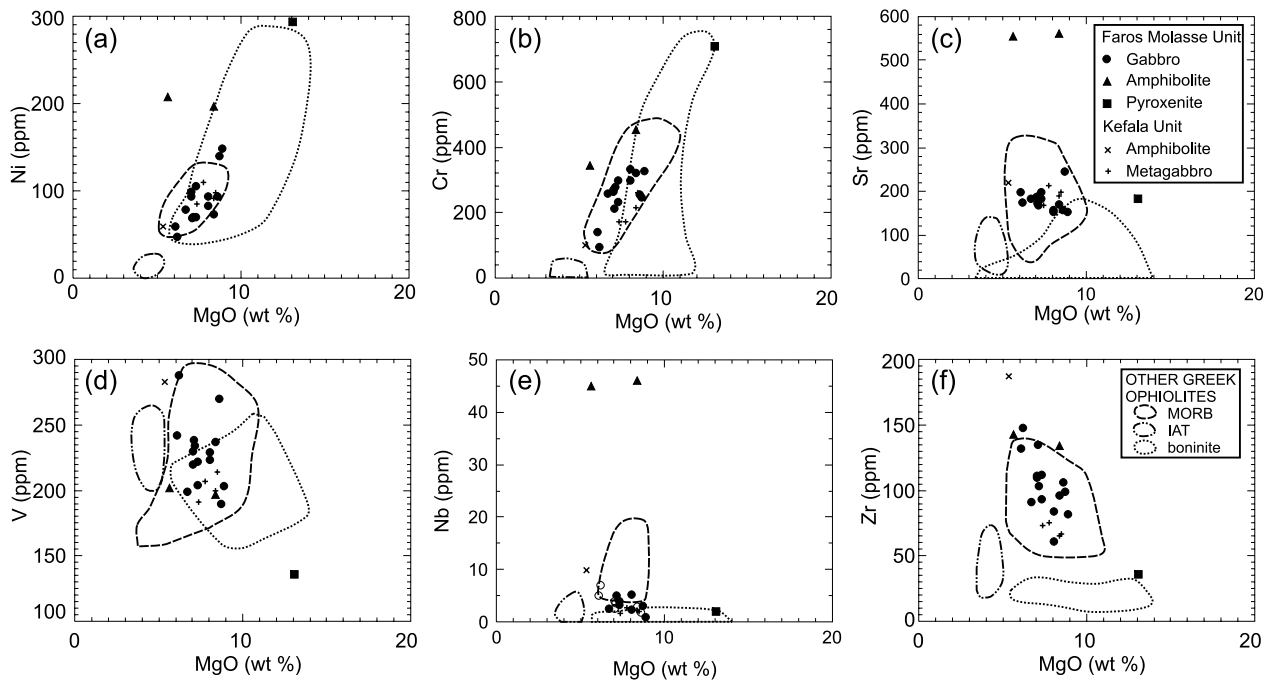 (a)
300
200
100
0
Ni (ppm)
0 10 20
MgO (wt %)
(b)
800
600
400
200
0
Cr (ppm)
0 10 20
MgO (wt %)
(c)
600
500
400
300
200
100
0
Sr (ppm)
0 10 20
MgO (wt %)
Faros Molasse Unit
Gabbro
Amphibolite
Pyroxenite
Kefala Unit
Amphibolite
Metagabbro
(d)
300
250
200
150
100
V (ppm)
0 10 20
MgO (wt %)
(e)
50
40
30
20
10
0
Nb (ppm)
0 10 20
MgO (wt %)
(f)
200
150
100
50
0
Zr (ppm)
0 10 20
MgO (wt %)
OTHER GREEK
OPHIOLITES
MORB
IAT
boninite